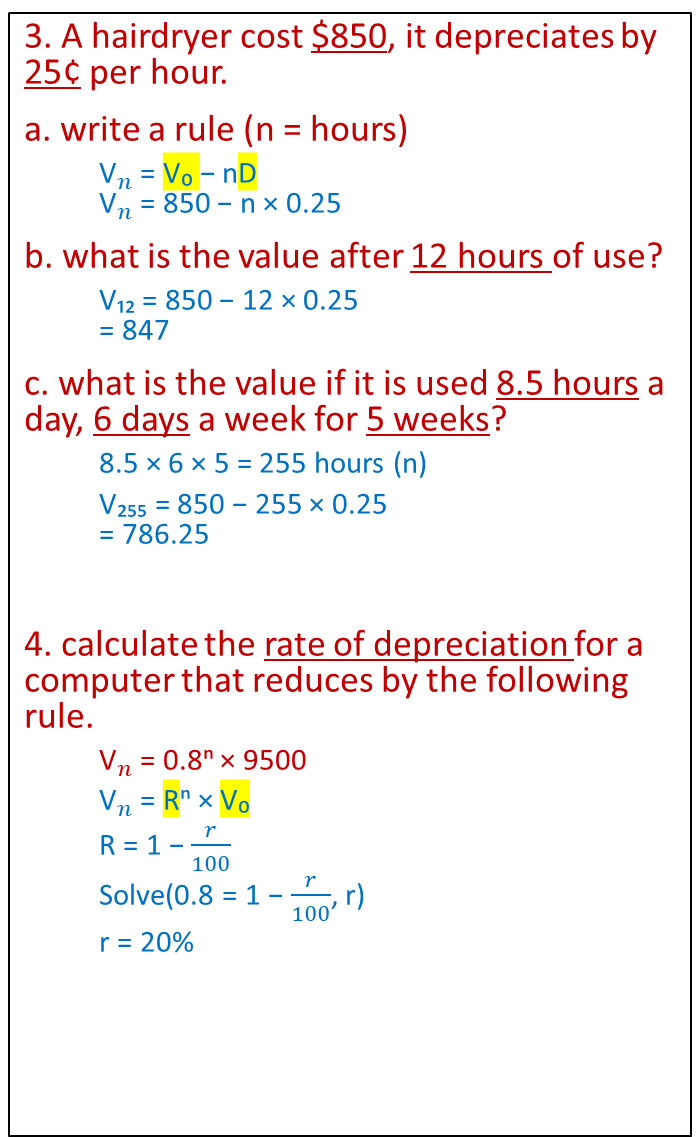 3. A hairdryer cost $850, it depreciates by
25¢ per hour.
a. write a rule (n = hours)
Vₙ = V₀ − nD
Vₙ = 850 − n × 0.25
b. what is the value after 12 hours of use?
V₁₂ = 850 − 12 × 0.25
= 847
c. what is the value if it is used 8.5 hours a
day, 6 days a week for 5 weeks?
8.5 × 6 × 5 = 255 hours (n)
V₂₅₅ = 850 − 255 × 0.25
= 786.25
4. calculate the rate of depreciation for a
computer that reduces by the following
rule.
Vₙ = 0.8ⁿ × 9500
Vₙ = Rⁿ × V₀
R = 1 − r/100
Solve(0.8 = 1 − r/100, r)
r = 20%